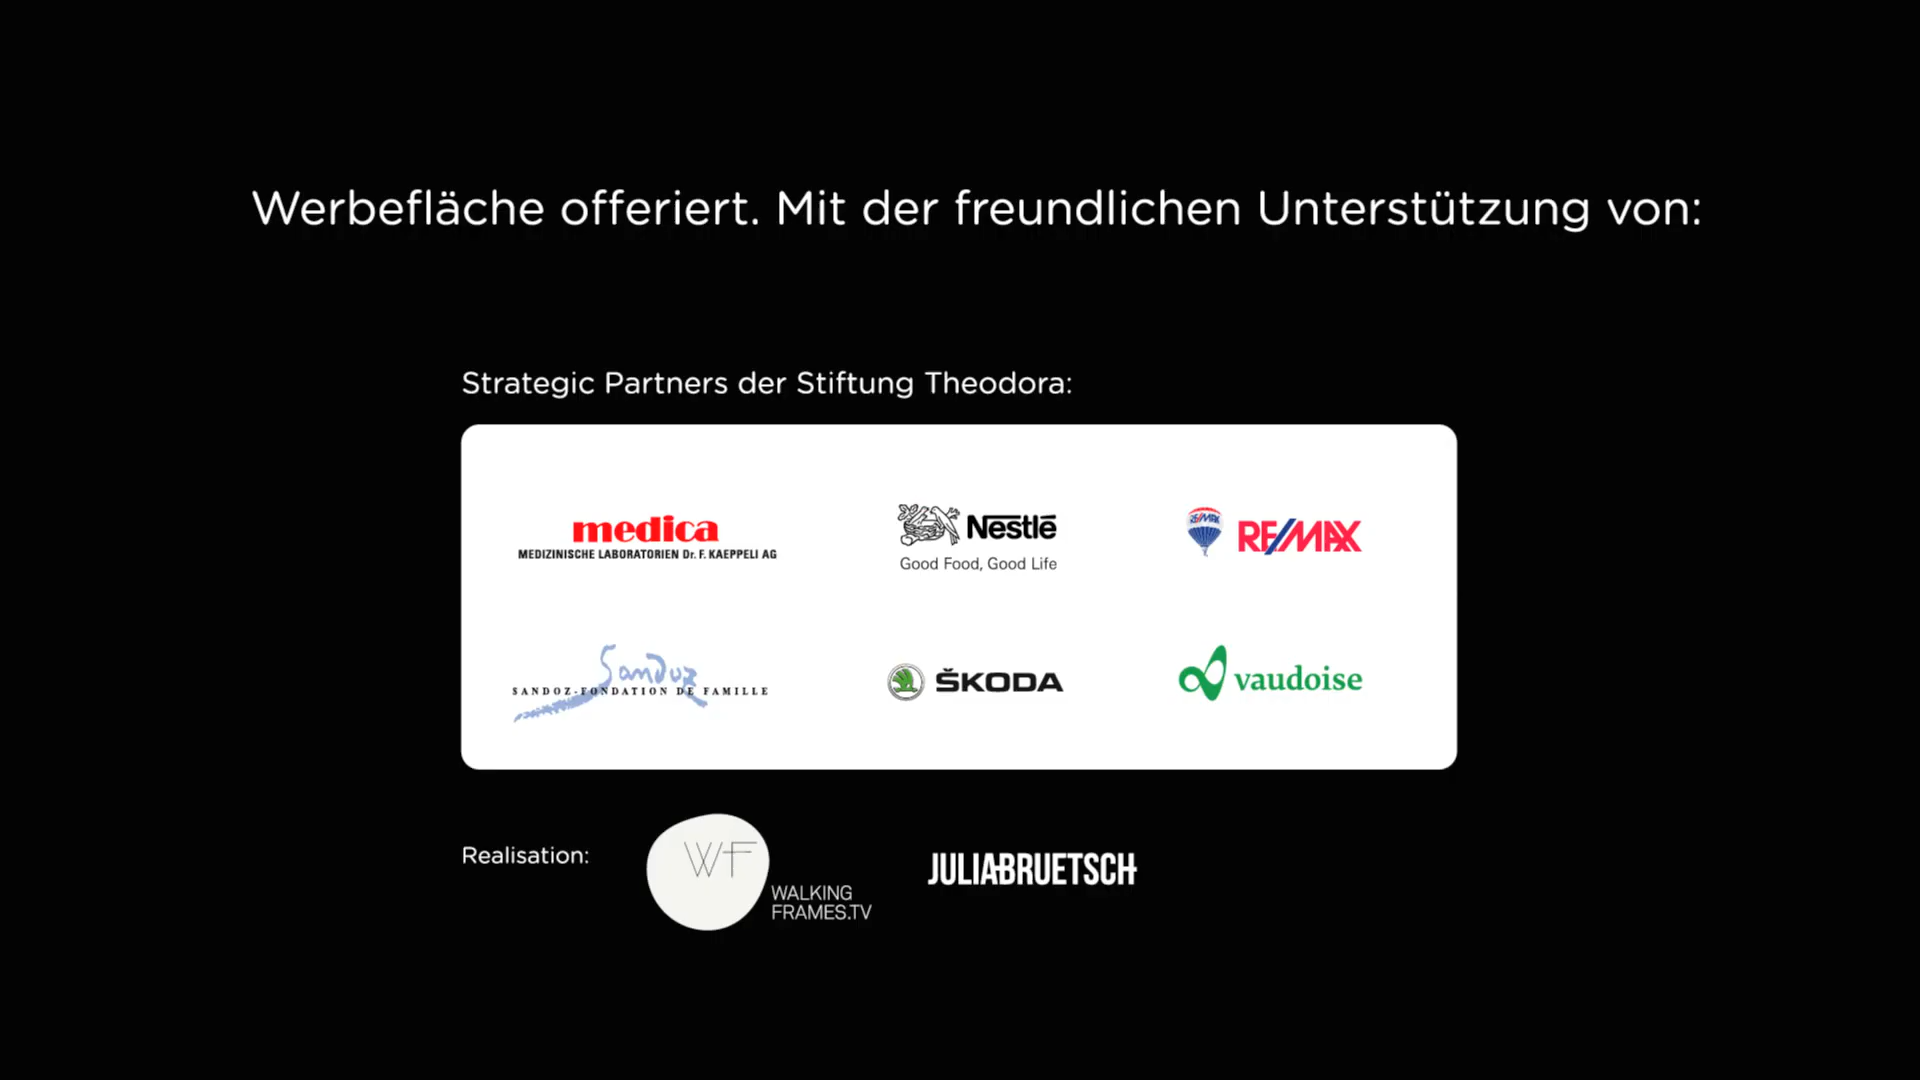 Werbefläche offeriert. Mit der freundlichen Unterstützung von:
Strategic Partners der Stiftung Theodora:
medica
MEDIZINISCHE LABORATORIEN Dr. F. KAEPPELI AG
Nestlé
Good Food, Good Life
RE/MAX
RE/MAX
Sandoz
SANDOZ-FONDATION DE FAMILLE
ŠKODA
vaudoise
Realisation:
WF
WALKING
FRAMES.TV
JULIABRUETSCH